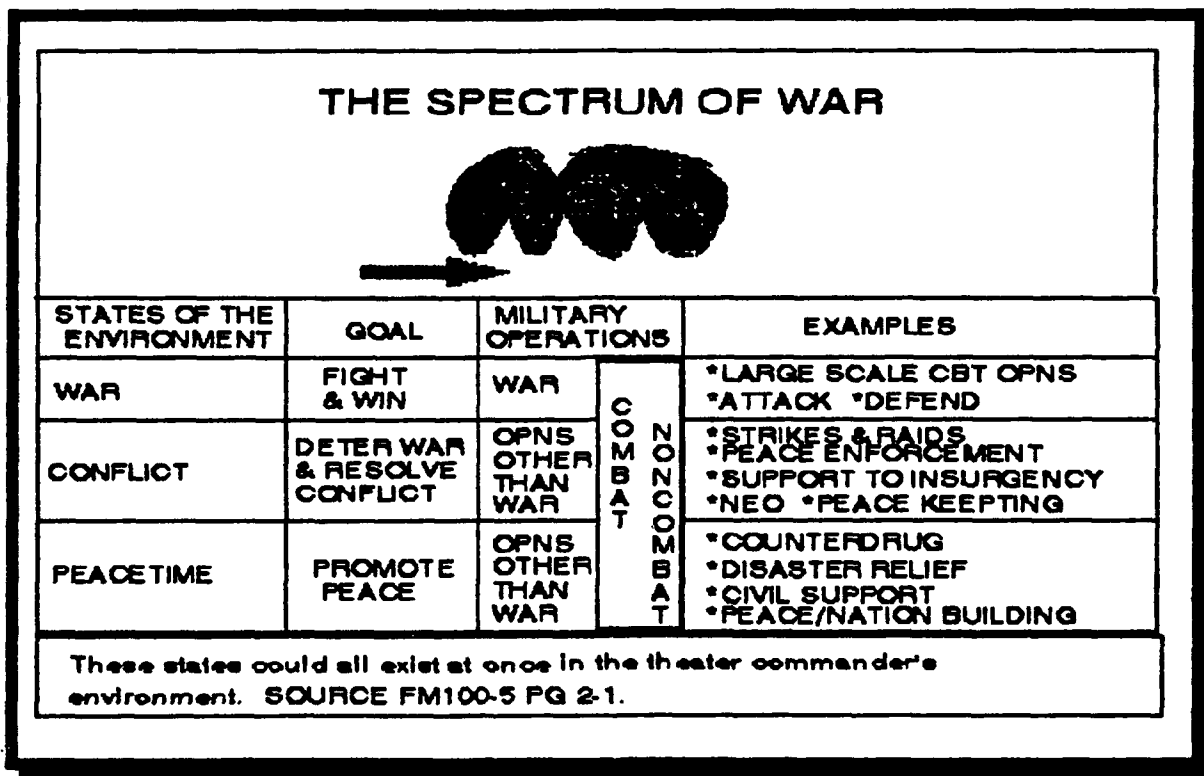 THE SPECTRUM OF WAR
STATES OF THE
ENVIRONMENT
GOAL
MILITARY
OPERATIONS
EXAMPLES
WAR
FIGHT
& WIN
WAR
*LARGE SCALE CBT OPNS
*ATTACK *DEFEND
CONFLICT
DETER WAR
& RESOLVE
CONFLICT
OPNS
OTHER
THAN
WAR
*STRIKES & RAIDS
*PEACE ENFORCEMENT
*SUPPORT TO INSURGENCY
*NEO *PEACE KEEPTING
PEACETIME
PROMOTE
PEACE
OPNS
OTHER
THAN
WAR
COMBAT
NONCOMBAT
*COUNTERDRUG
*DISASTER RELIEF
*CIVIL SUPPORT
*PEACE/NATION BUILDING
These states could all exist at once in the theater commander's
environment. SOURCE FM100-5 PG 2-1.